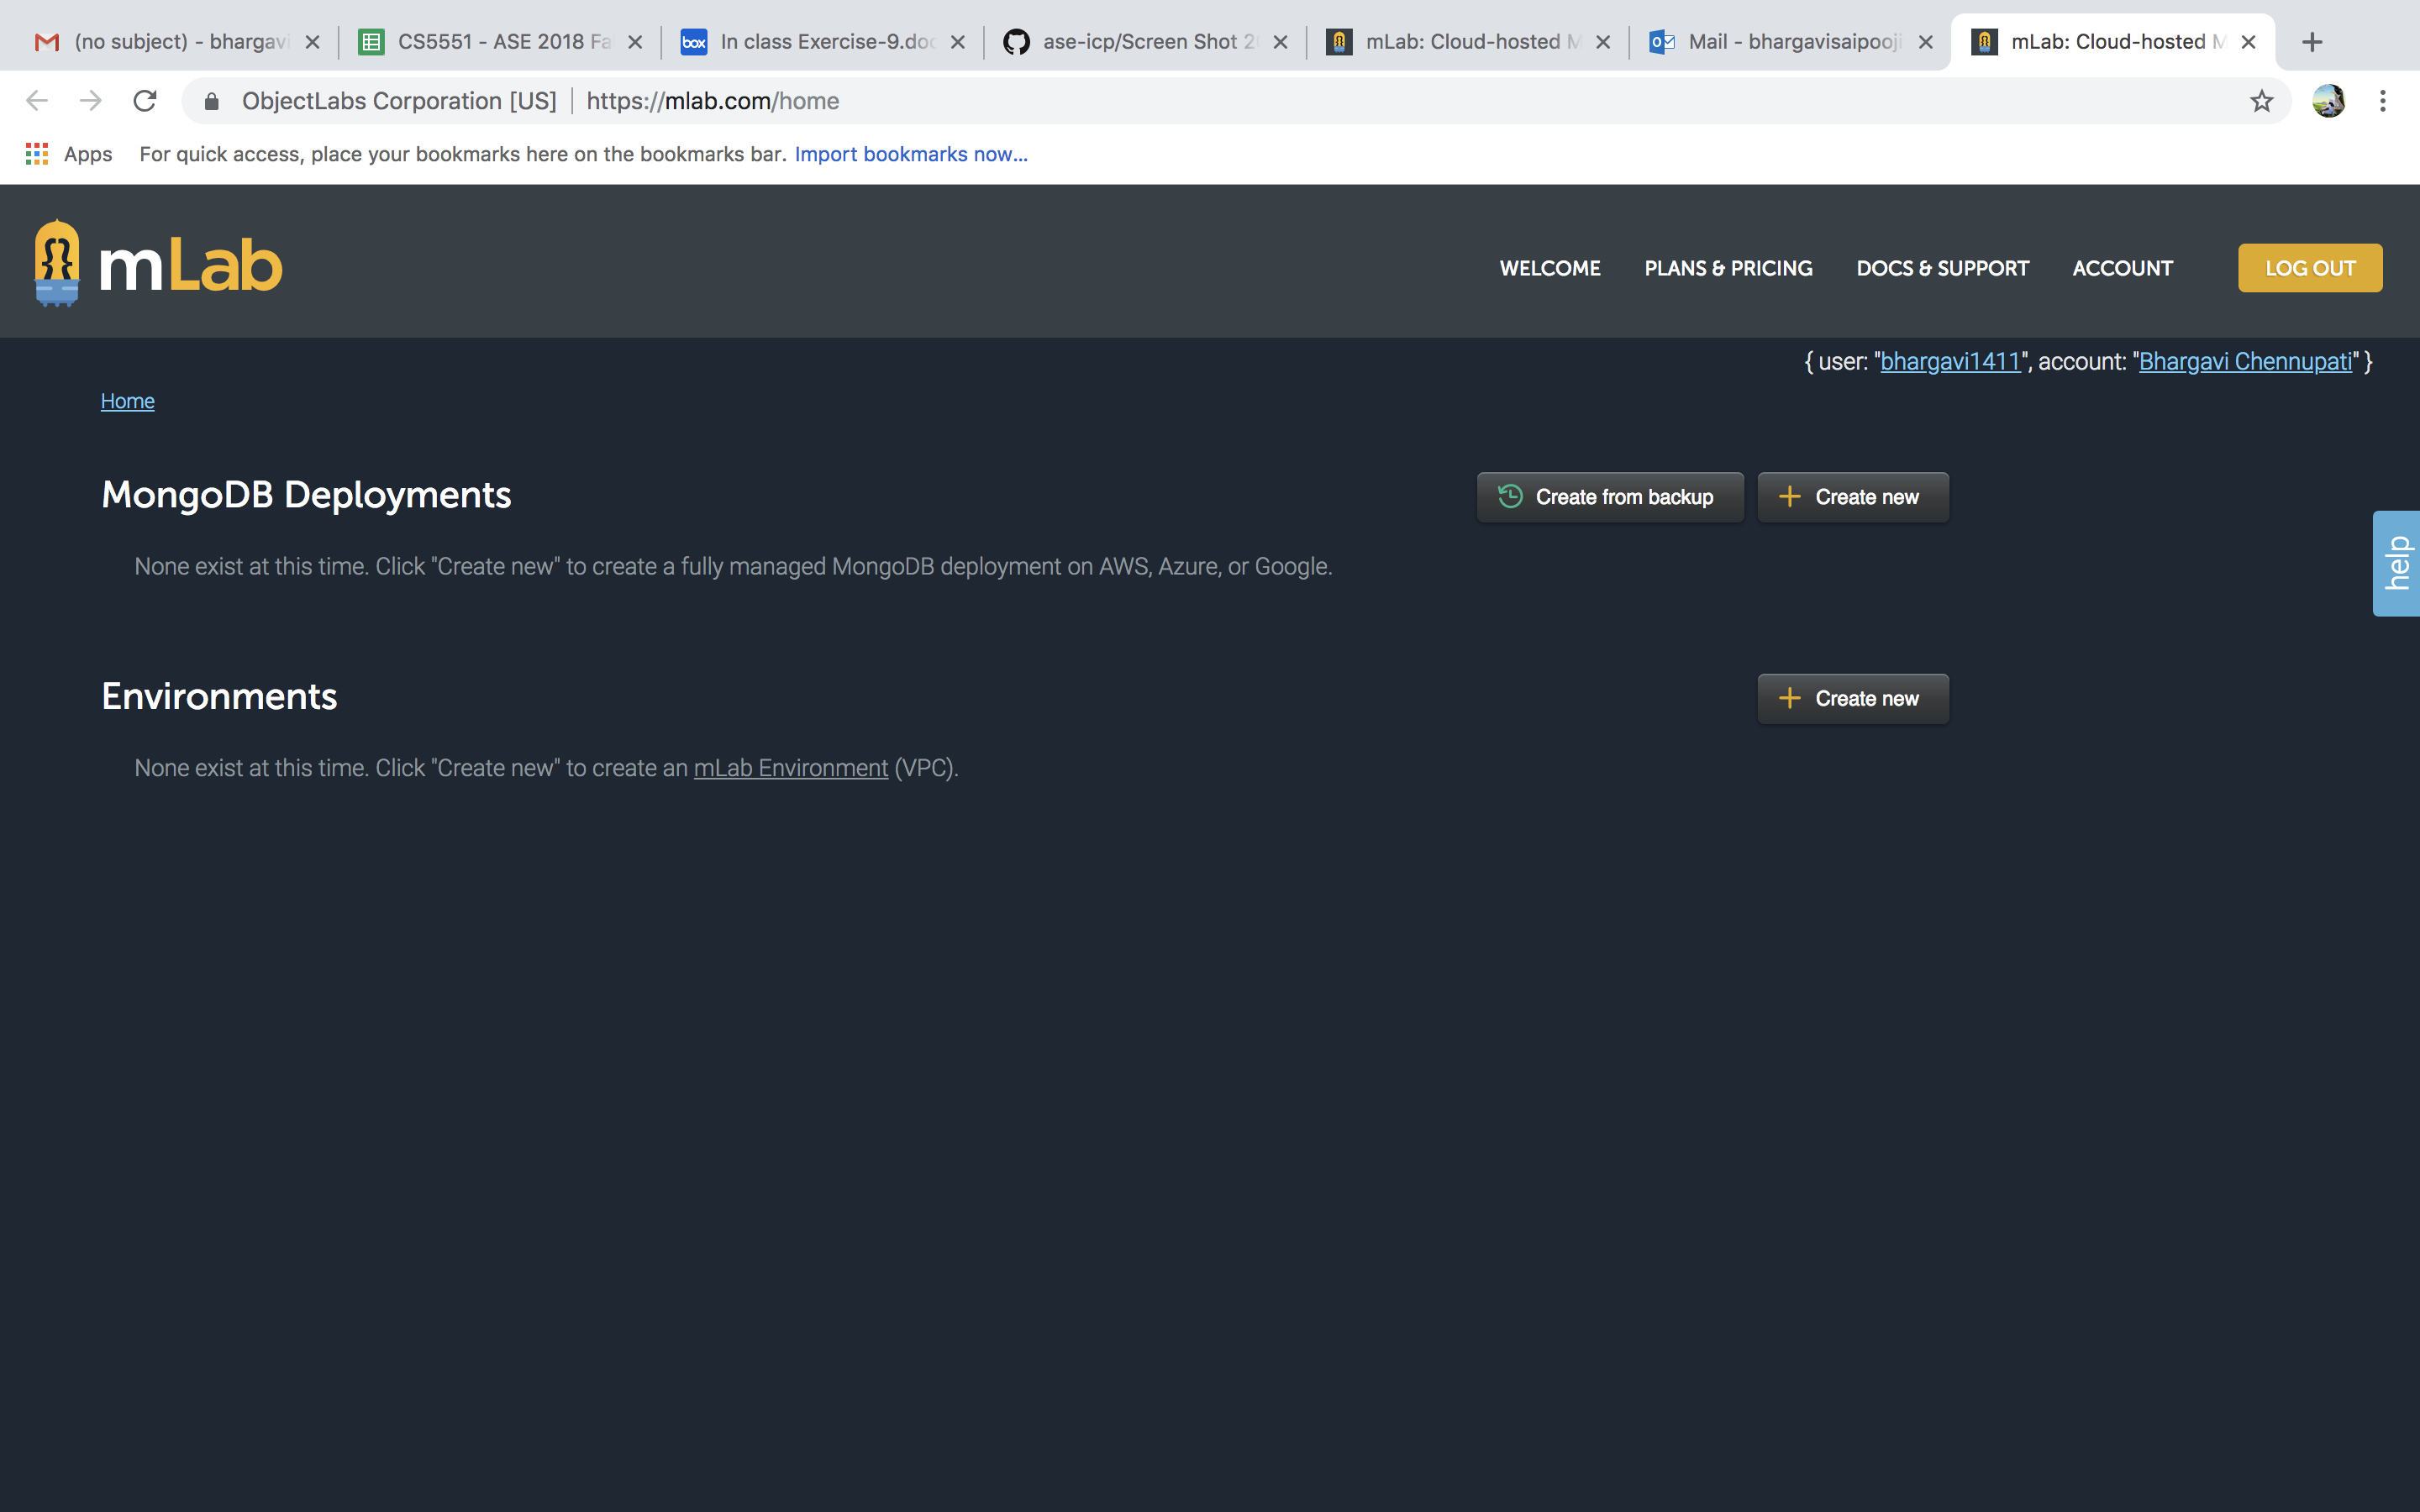 (no subject) - bhargavi
CS5551 - ASE 2018 Fa
box
In class Exercise-9.doc
ase-icp/Screen Shot 2
mLab: Cloud-hosted M
Mail - bhargavisaipooji
mLab: Cloud-hosted M
ObjectLabs Corporation [US] | https://mlab.com/home
Apps For quick access, place your bookmarks here on the bookmarks bar. Import bookmarks now...
mLab
WELCOME PLANS & PRICING DOCS & SUPPORT ACCOUNT LOG OUT
{ user: "bhargavi1411", account: "Bhargavi Chennupati" }
Home
MongoDB Deployments
Create from backup
Create new
None exist at this time. Click "Create new" to create a fully managed MongoDB deployment on AWS, Azure, or Google.
help
Environments
Create new
None exist at this time. Click "Create new" to create an mLab Environment (VPC).